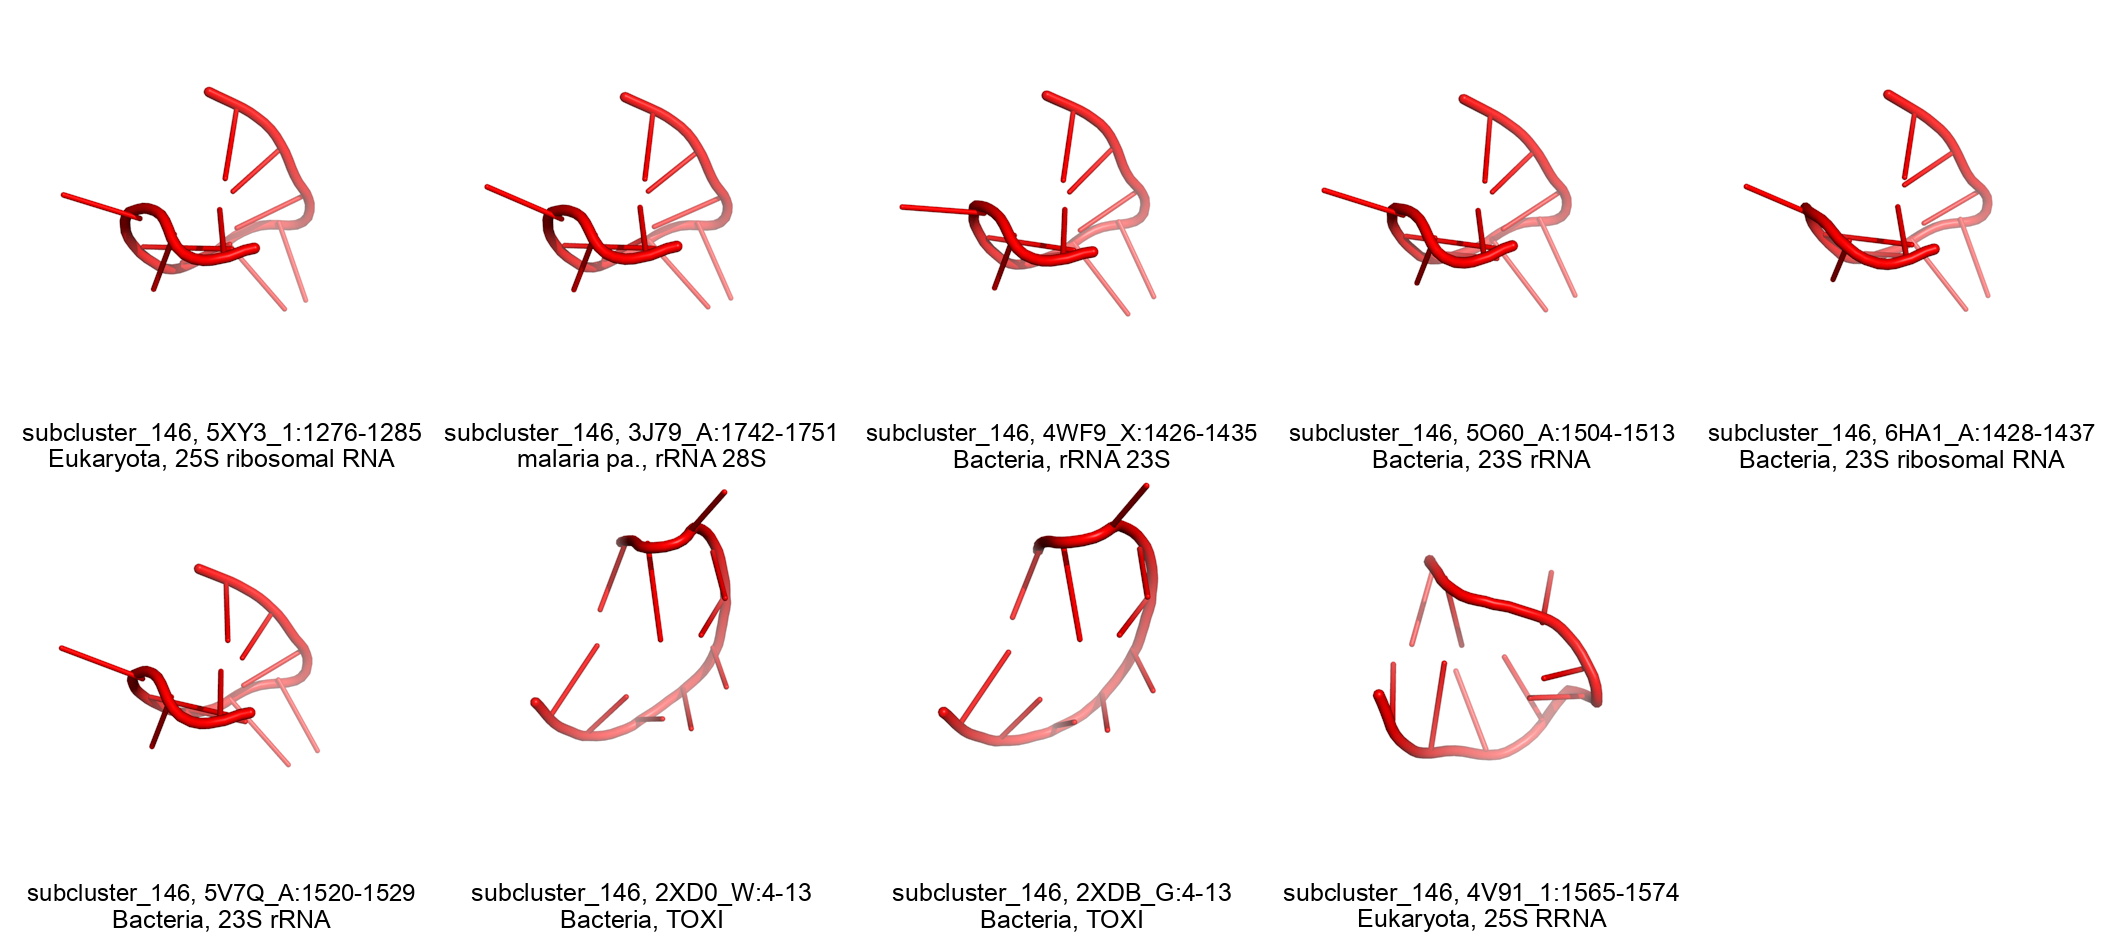 subcluster_146, 5XY3_1:1276-1285
Eukaryota, 25S ribosomal RNA
subcluster_146, 3J79_A:1742-1751
malaria pa., rRNA 28S
subcluster_146, 4WF9_X:1426-1435
Bacteria, rRNA 23S
subcluster_146, 5O60_A:1504-1513
Bacteria, 23S rRNA
subcluster_146, 6HA1_A:1428-1437
Bacteria, 23S ribosomal RNA
subcluster_146, 5V7Q_A:1520-1529
Bacteria, 23S rRNA
subcluster_146, 2XD0_W:4-13
Bacteria, TOXI
subcluster_146, 2XDB_G:4-13
Bacteria, TOXI
subcluster_146, 4V91_1:1565-1574
Eukaryota, 25S RRNA